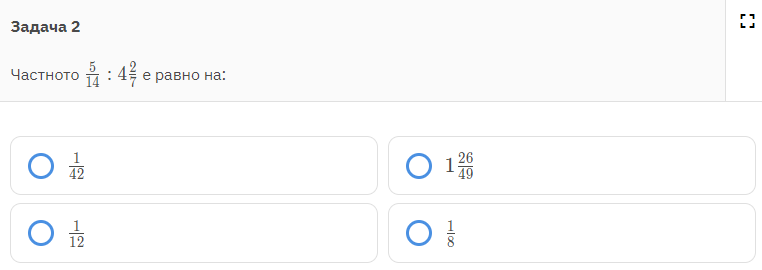 Задача 2
Частното 5/14 : 4 2/7 е равно на:
1/42
1 26/49
1/12
1/8